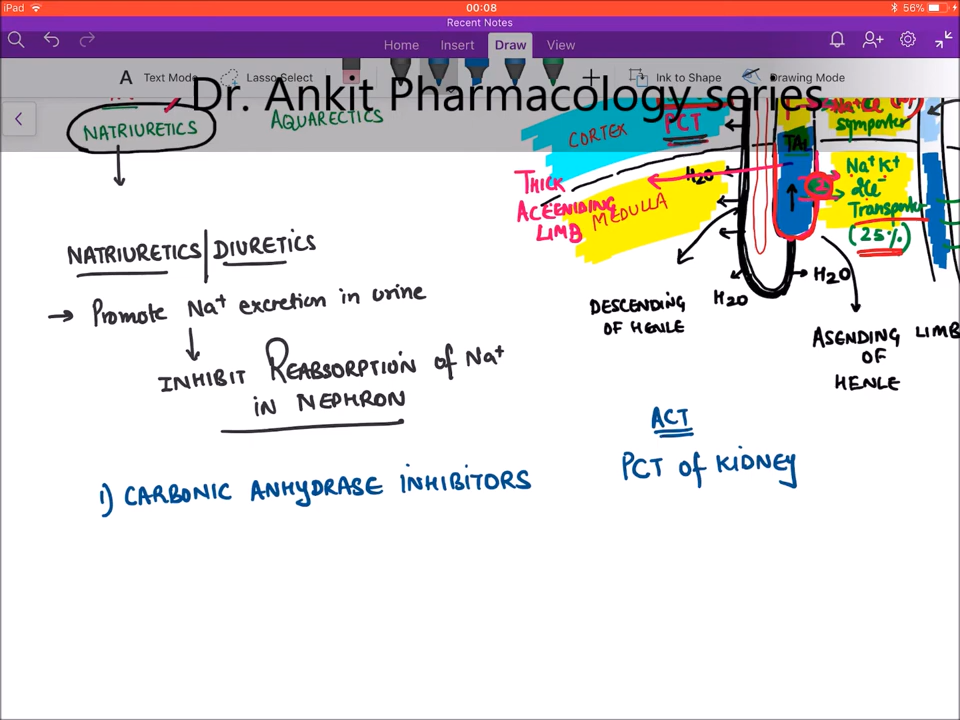 iPad 00:08 56%
Recent Notes
Home Insert Draw View
Text Mode Lasso Select Ink to Shape Drawing Mode
Dr. Ankit Pharmacology series
NATRIURETICS
AQUARECTICS
CORTEX
PCT
TAL
symporter
THICK
ACEENIDING
LIMB
MEDULLA
H2O
Na+K+
2Cl-
Transporter
(25%)
NATRIURETICS | DIURETICS
→ Promote Na+ excretion in urine
INHIBIT REABSORPTION of Na+
in NEPHRON
DESCENDING
OF HENLE
H2O
H2O
ASENDING LIMB
OF
HENLE
ACT
PCT of KIDNEY
1) CARBONIC ANHYDRASE INHIBITORS